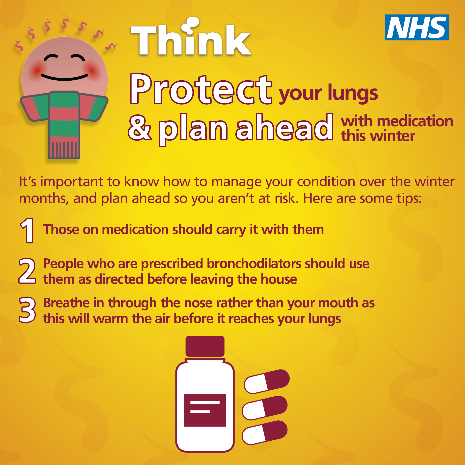 Think
NHS
Protect your lungs
& plan ahead with medication
this winter
It's important to know how to manage your condition over the winter
months, and plan ahead so you aren't at risk. Here are some tips:
1 Those on medication should carry it with them
2 People who are prescribed bronchodilators should use
them as directed before leaving the house
3 Breathe in through the nose rather than your mouth as
this will warm the air before it reaches your lungs